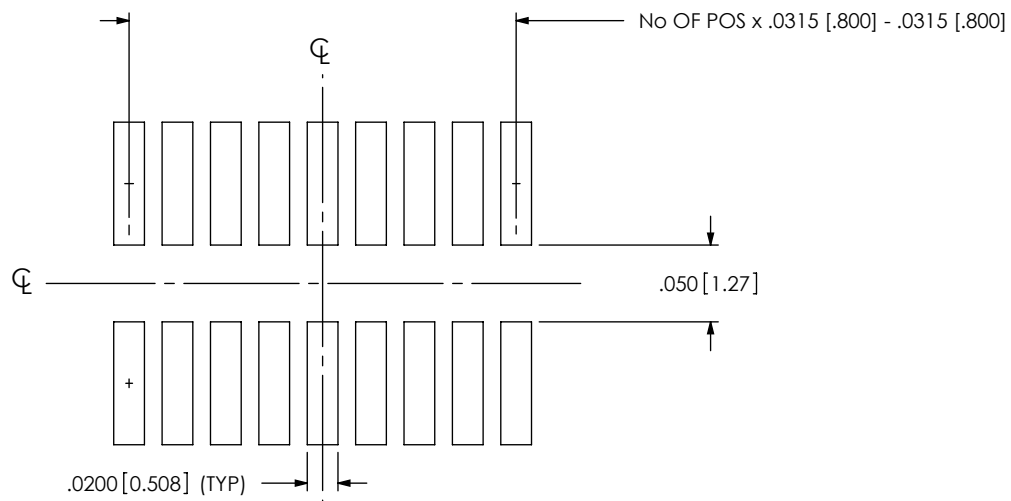 No OF POS x .0315 [.800] - .0315 [.800]
℄
℄
.050 [1.27]
.0200 [0.508] (TYP)